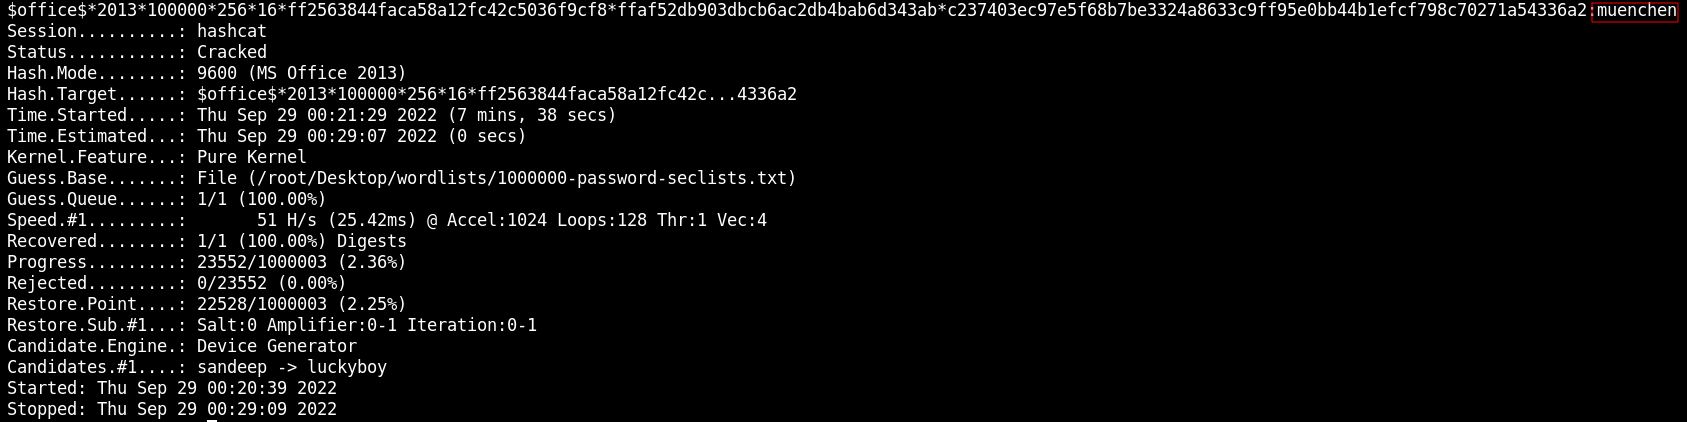 $office$*2013*100000*256*16*ff2563844faca58a12fc42c5036f9cf8*ffaf52db903dbcb6ac2db4bab6d343ab*c237403ec97e5f68b7be3324a8633c9ff95e0bb44b1efcf798c70271a54336a2:muenchen
Session..........: hashcat
Status...........: Cracked
Hash.Mode........: 9600 (MS Office 2013)
Hash.Target......: $office$*2013*100000*256*16*ff2563844faca58a12fc42c...4336a2
Time.Started.....: Thu Sep 29 00:21:29 2022 (7 mins, 38 secs)
Time.Estimated...: Thu Sep 29 00:29:07 2022 (0 secs)
Kernel.Feature...: Pure Kernel
Guess.Base.......: File (/root/Desktop/wordlists/1000000-password-seclists.txt)
Guess.Queue......: 1/1 (100.00%)
Speed.#1.........:       51 H/s (25.42ms) @ Accel:1024 Loops:128 Thr:1 Vec:4
Recovered........: 1/1 (100.00%) Digests
Progress.........: 23552/1000003 (2.36%)
Rejected.........: 0/23552 (0.00%)
Restore.Point....: 22528/1000003 (2.25%)
Restore.Sub.#1...: Salt:0 Amplifier:0-1 Iteration:0-1
Candidate.Engine.: Device Generator
Candidates.#1....: sandeep -> luckyboy
Started: Thu Sep 29 00:20:39 2022
Stopped: Thu Sep 29 00:29:09 2022